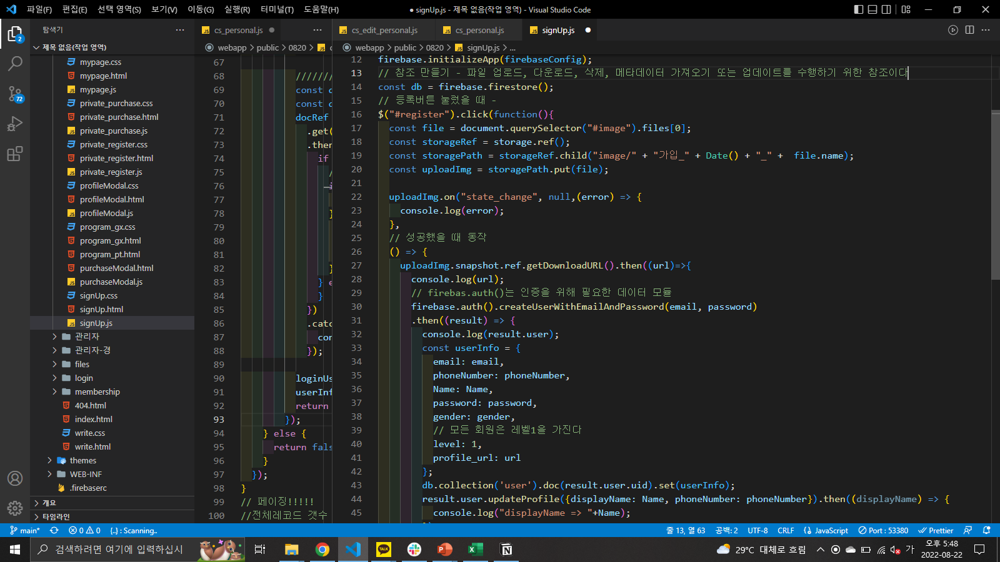 파일(F) 편집(E) 선택 영역(S) 보기(V) 이동(G) 실행(R) 터미널(T) 도움말(H)
● signUp.js - 제목 없음(작업 영역) - Visual Studio Code
탐색기
제목 없음(작업 영역)
mypage.css
mypage.html
mypage.js
private_purchase.css
private_purchase.html
private_purchase.js
private_register.css
private_register.html
private_register.js
profileModal.css
profileModal.html
profileModal.js
program_gx.css
program_gx.html
program_pt.html
purchaseModal.html
purchaseModal.js
signUp.css
signUp.html
signUp.js
관리자
관리자-경
files
login
membership
404.html
index.html
write.css
write.html
themes
WEB-INF
.firebaserc
개요
타임라인
2
72
cs_personal.js ●
webapp > public > 0820 >
67
68 ///////
69 const
70 const
71 docRef
72 .get(
73 .then
74 if
75
76
77
78 }
79
80
81
82 }
83 }
84 }
85 })
86 .catc
87 con
88 });
89
90 loginUs
91 userInf
92 return
93 });
94 } else {
95 return fals
96 }
97 });
98 }
99 // 페이징!!!!!
100 //전체레코드 갯수
cs_edit_personal.js cs_personal.js signUp.js ●
webapp > public > 0820 > signUp.js > ...
12 firebase.initializeApp(firebaseConfig);
13 // 참조 만들기 - 파일 업로드, 다운로드, 삭제, 메타데이터 가져오기 또는 업데이트를 수행하기 위한 참조이다
14 const db = firebase.firestore();
15 // 등록버튼 눌렀을 때 -
16 $("#register").click(function(){
17 const file = document.querySelector("#image").files[0];
18 const storageRef = storage.ref();
19 const storagePath = storageRef.child("image/" + "가입_" + Date() + "_" +  file.name);
20 const uploadImg = storagePath.put(file);
21
22 uploadImg.on("state_change", null,(error) => {
23 console.log(error);
24 },
25 // 성공했을 때 동작
26 () => {
27 uploadImg.snapshot.ref.getDownloadURL().then((url)=>{
28 console.log(url);
29 // firebas.auth()는 인증을 위해 필요한 데이터 모듈
30 firebase.auth().createUserWithEmailAndPassword(email, password)
31 .then((result) => {
32 console.log(result.user);
33 const userInfo = {
34 email: email,
35 phoneNumber: phoneNumber,
36 Name: Name,
37 password: password,
38 gender: gender,
39 // 모든 회원은 레벨1을 가진다
40 level: 1,
41 profile_url: url
42 };
43 db.collection('user').doc(result.user.uid).set(userInfo);
44 result.user.updateProfile({displayName: Name, phoneNumber: phoneNumber}).then((displayName) => {
45 console.log("displayName => "+Name);
main* 0 0 {..} : Scanning..
줄 13, 열 63 공백: 2 UTF-8 CRLF JavaScript Port : 53380 Prettier
검색하려면 여기에 입력하십시
TALK
29°C 대체로 흐림
가
오후 5:48
2022-08-22